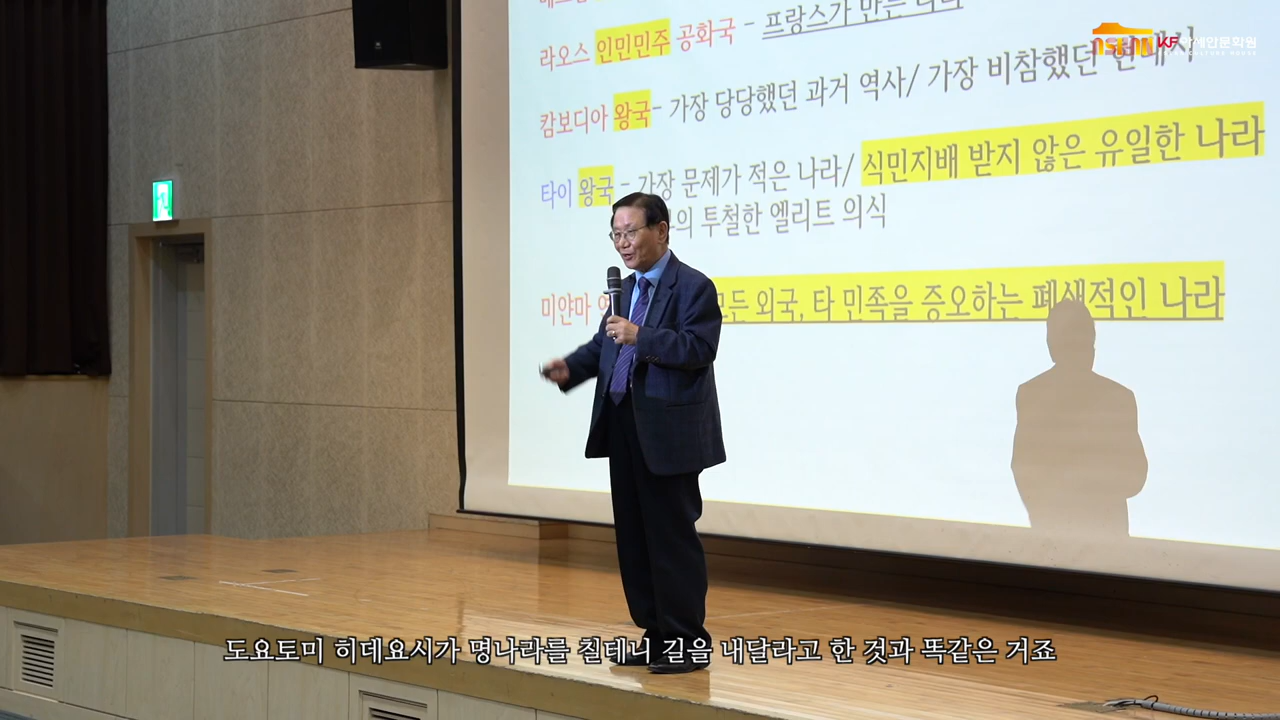 라오스 인민민주 공화국 - 프랑스가 만든 나라
캄보디아 왕국- 가장 당당했던 과거 역사/ 가장 비참했던 현대사
타이 왕국 - 가장 문제가 적은 나라/ 식민지배 받지 않은 유일한 나라
투철한 엘리트 의식
미얀마 외국, 타 민족을 증오하는 폐쇄적인 나라
KF 아세안문화원
도요토미 히데요시가 명나라를 칠테니 길을 내달라고 한 것과 똑같은 거죠